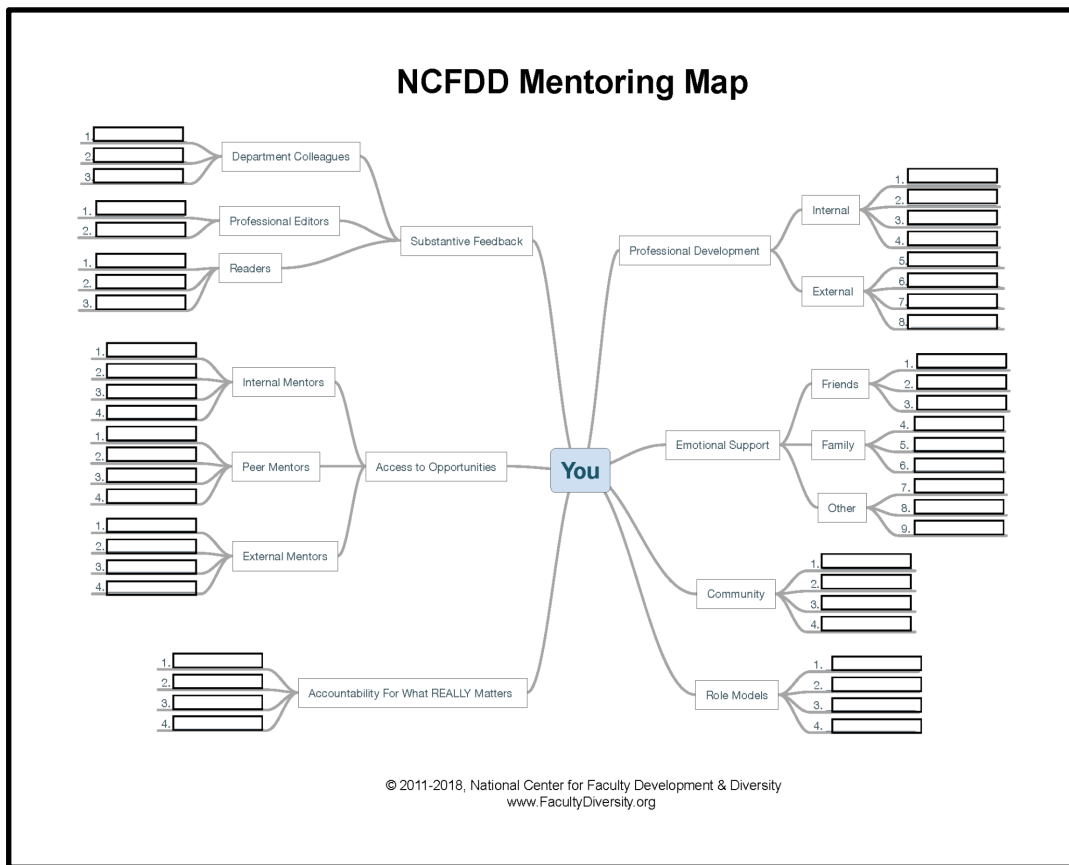 NCFDD Mentoring Map
1.
2.
3.
Department Colleagues
1.
2.
Professional Editors
1.
2.
3.
Readers
Substantive Feedback
1.
2.
3.
4.
Internal Mentors
1.
2.
3.
4.
Peer Mentors
1.
2.
3.
4.
External Mentors
Access to Opportunities
1.
2.
3.
4.
Accountability For What REALLY Matters
You
Professional Development
Internal
1.
2.
3.
4.
External
5.
6.
7.
8.
Emotional Support
Friends
1.
2.
3.
Family
4.
5.
6.
Other
7.
8.
9.
Community
1.
2.
3.
4.
Role Models
1.
2.
3.
4.
© 2011-2018, National Center for Faculty Development & Diversity
www.FacultyDiversity.org